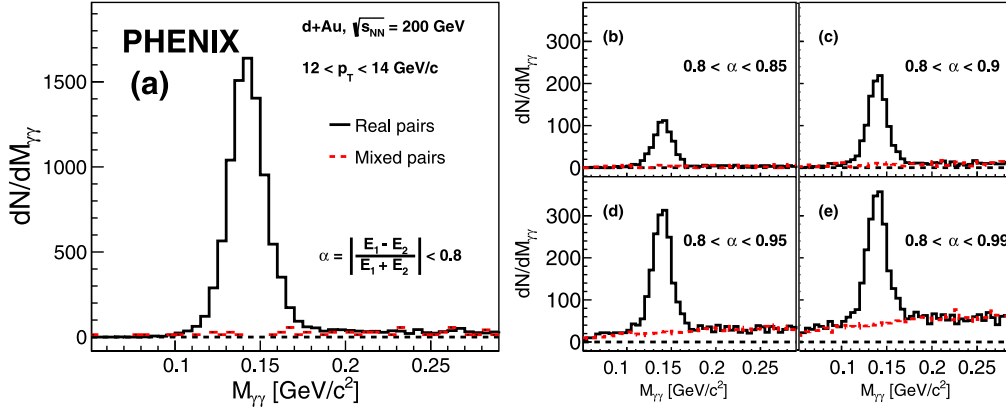 PHENIX
(a)
d+Au, √s_NN = 200 GeV
12 < p_T < 14 GeV/c
Real pairs
Mixed pairs
α = |E₁ - E₂ / E₁ + E₂| < 0.8
dN/dM_γγ
1500
1000
500
0
0.1 0.15 0.2 0.25
M_γγ [GeV/c²]
(b)
0.8 < α < 0.85
dN/dM_γγ
300
200
100
0
(c)
0.8 < α < 0.9
(d)
0.8 < α < 0.95
dN/dM_γγ
300
200
100
0
0.1 0.15 0.2 0.25
M_γγ [GeV/c²]
(e)
0.8 < α < 0.99
0.1 0.15 0.2 0.25
M_γγ [GeV/c²]